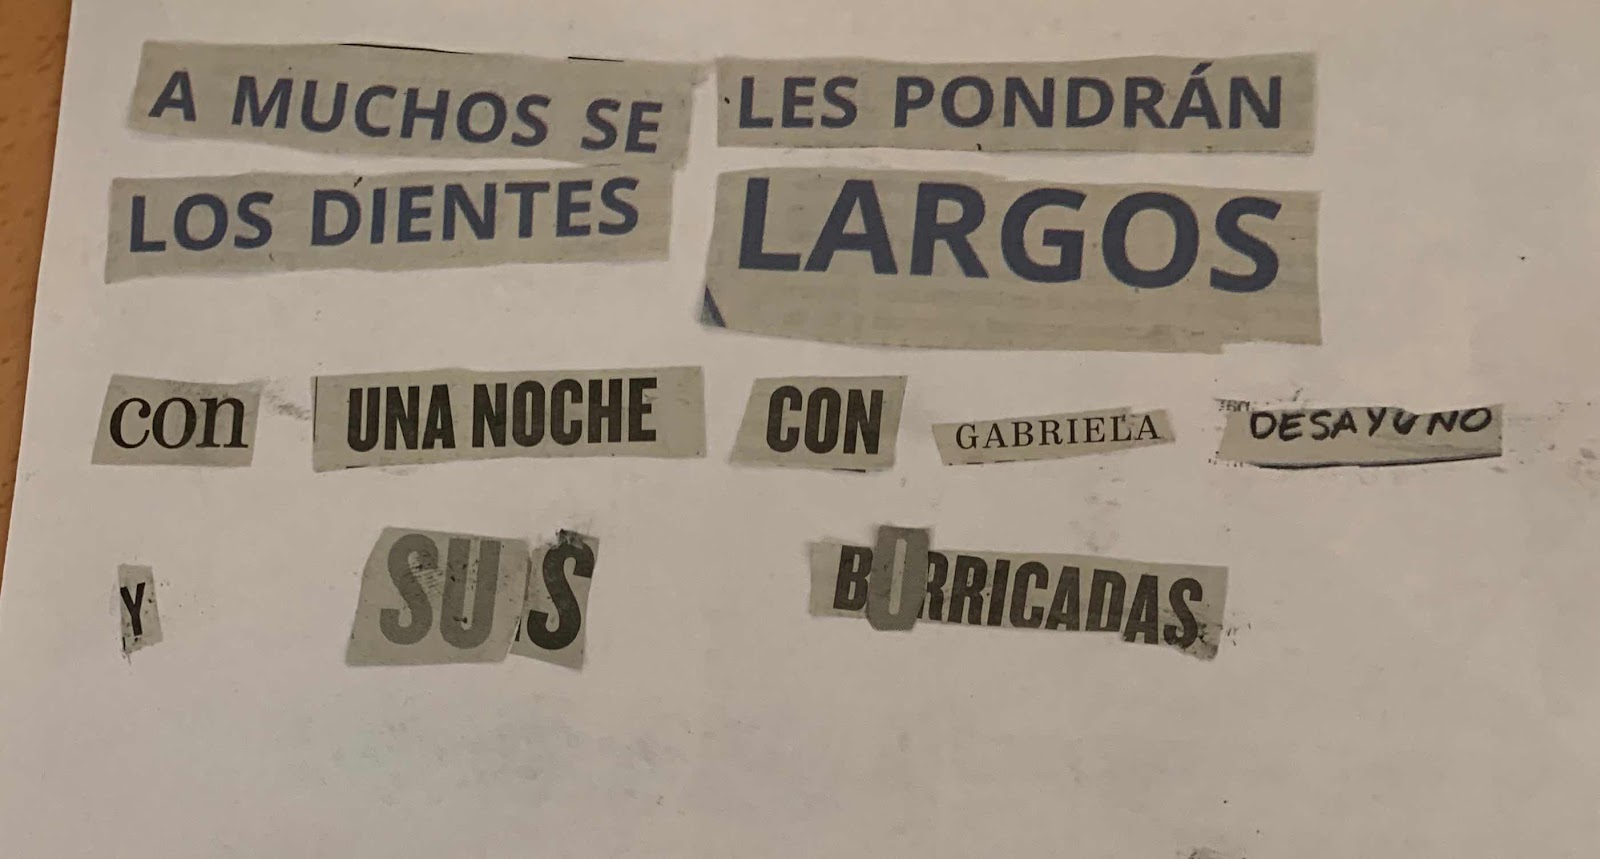 A MUCHOS SE LES PONDRÁN
LOS DIENTES LARGOS
con UNA NOCHE CON GABRIELA DESAYUNO
Y SUS BORRICADAS